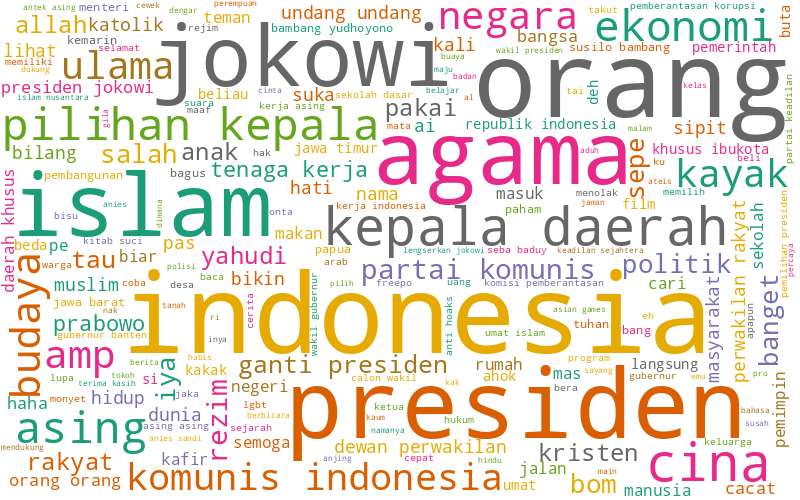 antek asing menteri cewek dengar perempuan undang undang negara takut pemberantasan korupsi
allah katolik kemarin selamat rejim teman bambang yudhoyono kali bangsa ekonomi buta
lihat memiliki dukung ulama jokowi buaya wakil presiden susilo bambang pemerintah
presiden jokowi islam nusantara beliau suara maaf cinta suka sekolah dasar kerja asing maju badan orang tai deh kelas
pilihan kepala gila hak pakai belajar al mata ai republik indonesia malam sipit partai keadilan
bilang salah anak jawa timur agama aduh sepe khusus ibukota beli
daerah khusus pembangunan bagus tenaga kerja hati nama masuk menolak ku ateis kayak
islam anies dimana bisu onta kerja indonesia kepala daerah jaman paham film memilih
beda pe kitab suci pas makan papua lengserkan jokowi seba baduy keadilan sejahtera perwakilan rakyat sekolah pemilihan presiden percaya
budaya warga tau biar polisi yahudi arab partai komunis politik
muslim coba desa baca bikin pilih freepo uang komisi pemberantasan cari masyarakat banget
jawa barat nak tanah cerita wakil gubernur indonesia anti hoaks asian games tuhan eh
prabowo gubernur banten ri inya umat islam bang apapun
amp berita habis iya ganti presiden rumah program langsung
lupa tokoh terima kasih si kakak negeri calon wakil kak ahok mas sayang gubernur pro
haha monyet hidup jaka lgbt berbicara rezim presiden bera emu bahasa pemimpin
asing dunia asing asing sejarah ketua kaum hukum namanya susah
mendukung anies sandi semoga dewan perwakilan kristen keluarga
rakyat kafir anjing cepat hindu jalan main cina
orang orang komunis indonesia umat bom manusia cacat